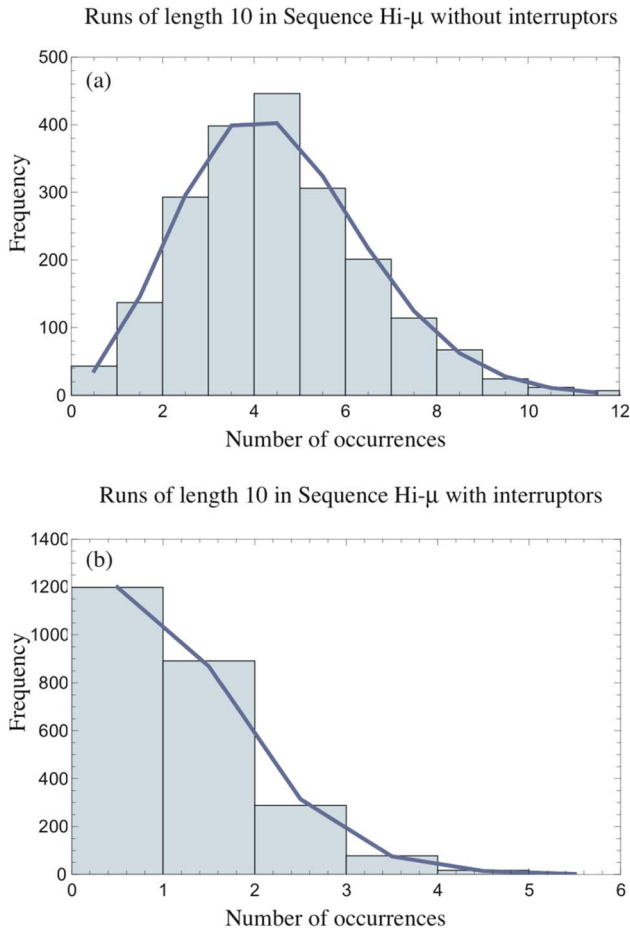 Runs of length 10 in Sequence Hi-μ without interruptors
(a)
500
400
300
200
100
0
Frequency
0 2 4 6 8 10 12
Number of occurrences
Runs of length 10 in Sequence Hi-μ with interruptors
(b)
1400
1200
1000
800
600
400
200
0
Frequency
0 1 2 3 4 5 6
Number of occurrences